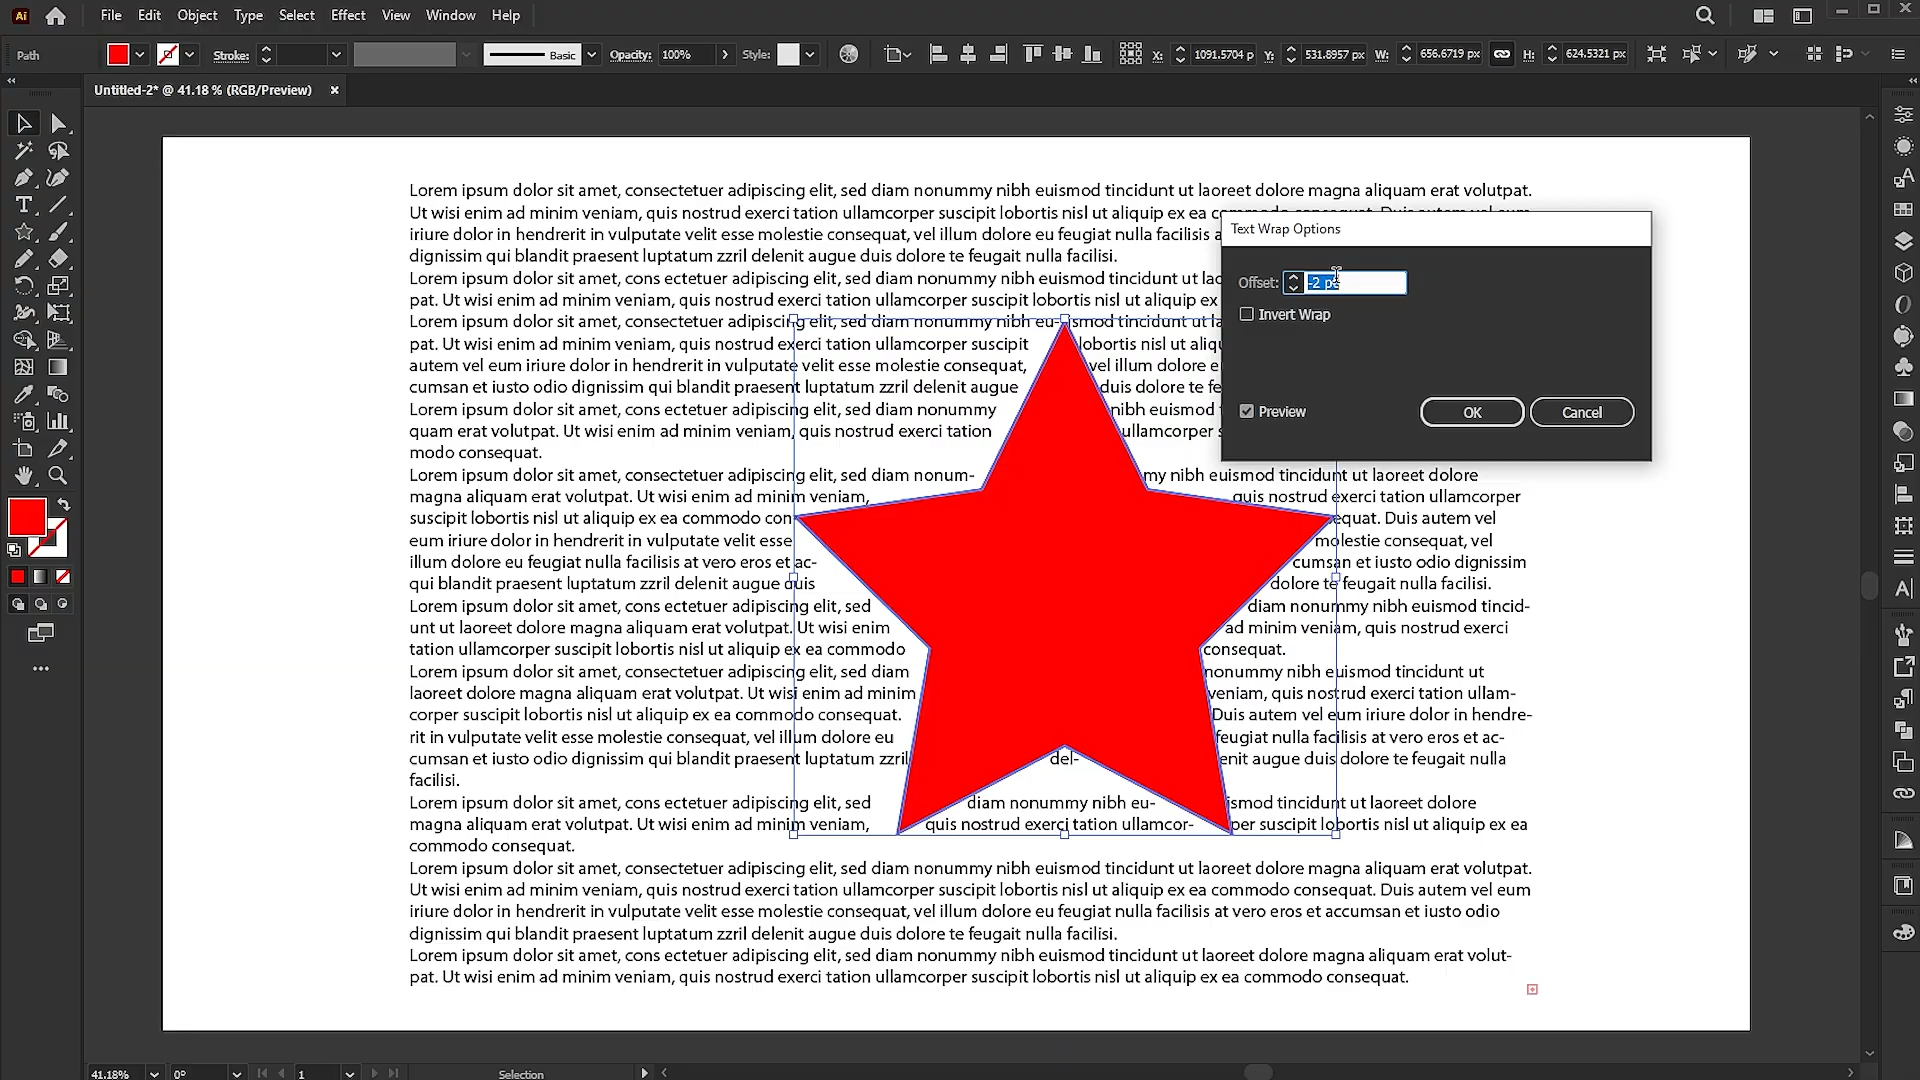 Ai File Edit Object Type Select Effect View Window Help
Path Stroke: Basic Opacity: 100% Style: X: 1091.5704 p Y: 531.8957 px W: 656.6719 px H: 624.5321 px
Untitled-2* @ 41.18 % (RGB/Preview) ×
Lorem ipsum dolor sit amet, consectetuer adipiscing elit, sed diam nonummy nibh euismod tincidunt ut laoreet dolore magna aliquam erat volutpat.
Ut wisi enim ad minim veniam, quis nostrud exerci tation ullamcorper suscipit lobortis nisl ut aliquip ex ea commodo consequat. Duis autem vel eum
iriure dolor in hendrerit in vulputate velit esse molestie consequat, vel illum dolore eu feugiat nulla facilisis a
dignissim qui blandit praesent luptatum zzril delenit augue duis dolore te feugait nulla facilisi.
Lorem ipsum dolor sit amet, cons ectetuer adipiscing elit, sed diam nonummy nibh euismod tincidunt ut lao
pat. Ut wisi enim ad minim veniam, quis nostrud exerci tation ullamcorper suscipit lobortis nisl ut aliquip ex
Lorem ipsum dolor sit amet, cons ectetuer adipiscing elit, sed diam nonummy nibh eu- ismod tincidunt ut la
pat. Ut wisi enim ad minim veniam, quis nostrud exerci tation ullamcorper suscipit lobortis nisl ut aliqu
autem vel eum iriure dolor in hendrerit in vulputate velit esse molestie consequat, vel illum dolore e
cumsan et iusto odio dignissim qui blandit praesent luptatum zzril delenit augue duis dolore te f
Lorem ipsum dolor sit amet, cons ectetuer adipiscing elit, sed diam nonummy nibh euismod t
quam erat volutpat. Ut wisi enim ad minim veniam, quis nostrud exerci tation ullamcorper s
modo consequat.
Lorem ipsum dolor sit amet, consectetuer adipiscing elit, sed diam nonum- my nibh euismod tincidunt ut laoreet dolore
magna aliquam erat volutpat. Ut wisi enim ad minim veniam, quis nostrud exerci tation ullamcorper
suscipit lobortis nisl ut aliquip ex ea commodo con equat. Duis autem vel
eum iriure dolor in hendrerit in vulputate velit esse molestie consequat, vel
illum dolore eu feugiat nulla facilisis at vero eros et ac- cumsan et iusto odio dignissim
qui blandit praesent luptatum zzril delenit augue duis dolore te feugait nulla facilisi.
Lorem ipsum dolor sit amet, cons ectetuer adipiscing elit, sed diam nonummy nibh euismod tincid-
unt ut laoreet dolore magna aliquam erat volutpat. Ut wisi enim ad minim veniam, quis nostrud exerci
tation ullamcorper suscipit lobortis nisl ut aliquip ex ea commodo consequat.
Lorem ipsum dolor sit amet, cons ectetuer adipiscing elit, sed diam nonummy nibh euismod tincidunt ut
laoreet dolore magna aliquam erat volutpat. Ut wisi enim ad minim veniam, quis nostrud exerci tation ullam-
corper suscipit lobortis nisl ut aliquip ex ea commodo consequat. Duis autem vel eum iriure dolor in hendre-
rit in vulputate velit esse molestie consequat, vel illum dolore eu feugiat nulla facilisis at vero eros et ac-
cumsan et iusto odio dignissim qui blandit praesent luptatum zzril del- enit augue duis dolore te feugait nulla
facilisi.
Lorem ipsum dolor sit amet, cons ectetuer adipiscing elit, sed diam nonummy nibh eu- ismod tincidunt ut laoreet dolore
magna aliquam erat volutpat. Ut wisi enim ad minim veniam, quis nostrud exerci tation ullamcor- per suscipit lobortis nisl ut aliquip ex ea
commodo consequat.
Lorem ipsum dolor sit amet, consectetuer adipiscing elit, sed diam nonummy nibh euismod tincidunt ut laoreet dolore magna aliquam erat volutpat.
Ut wisi enim ad minim veniam, quis nostrud exerci tation ullamcorper suscipit lobortis nisl ut aliquip ex ea commodo consequat. Duis autem vel eum
iriure dolor in hendrerit in vulputate velit esse molestie consequat, vel illum dolore eu feugiat nulla facilisis at vero eros et accumsan et iusto odio
dignissim qui blandit praesent luptatum zzril delenit augue duis dolore te feugait nulla facilisi.
Lorem ipsum dolor sit amet, cons ectetuer adipiscing elit, sed diam nonummy nibh euismod tincidunt ut laoreet dolore magna aliquam erat volut-
pat. Ut wisi enim ad minim veniam, quis nostrud exerci tation ullamcorper suscipit lobortis nisl ut aliquip ex ea commodo consequat.
Text Wrap Options
Offset: -2 pt
Invert Wrap
Preview OK Cancel
41.18% 0° 1 Selection